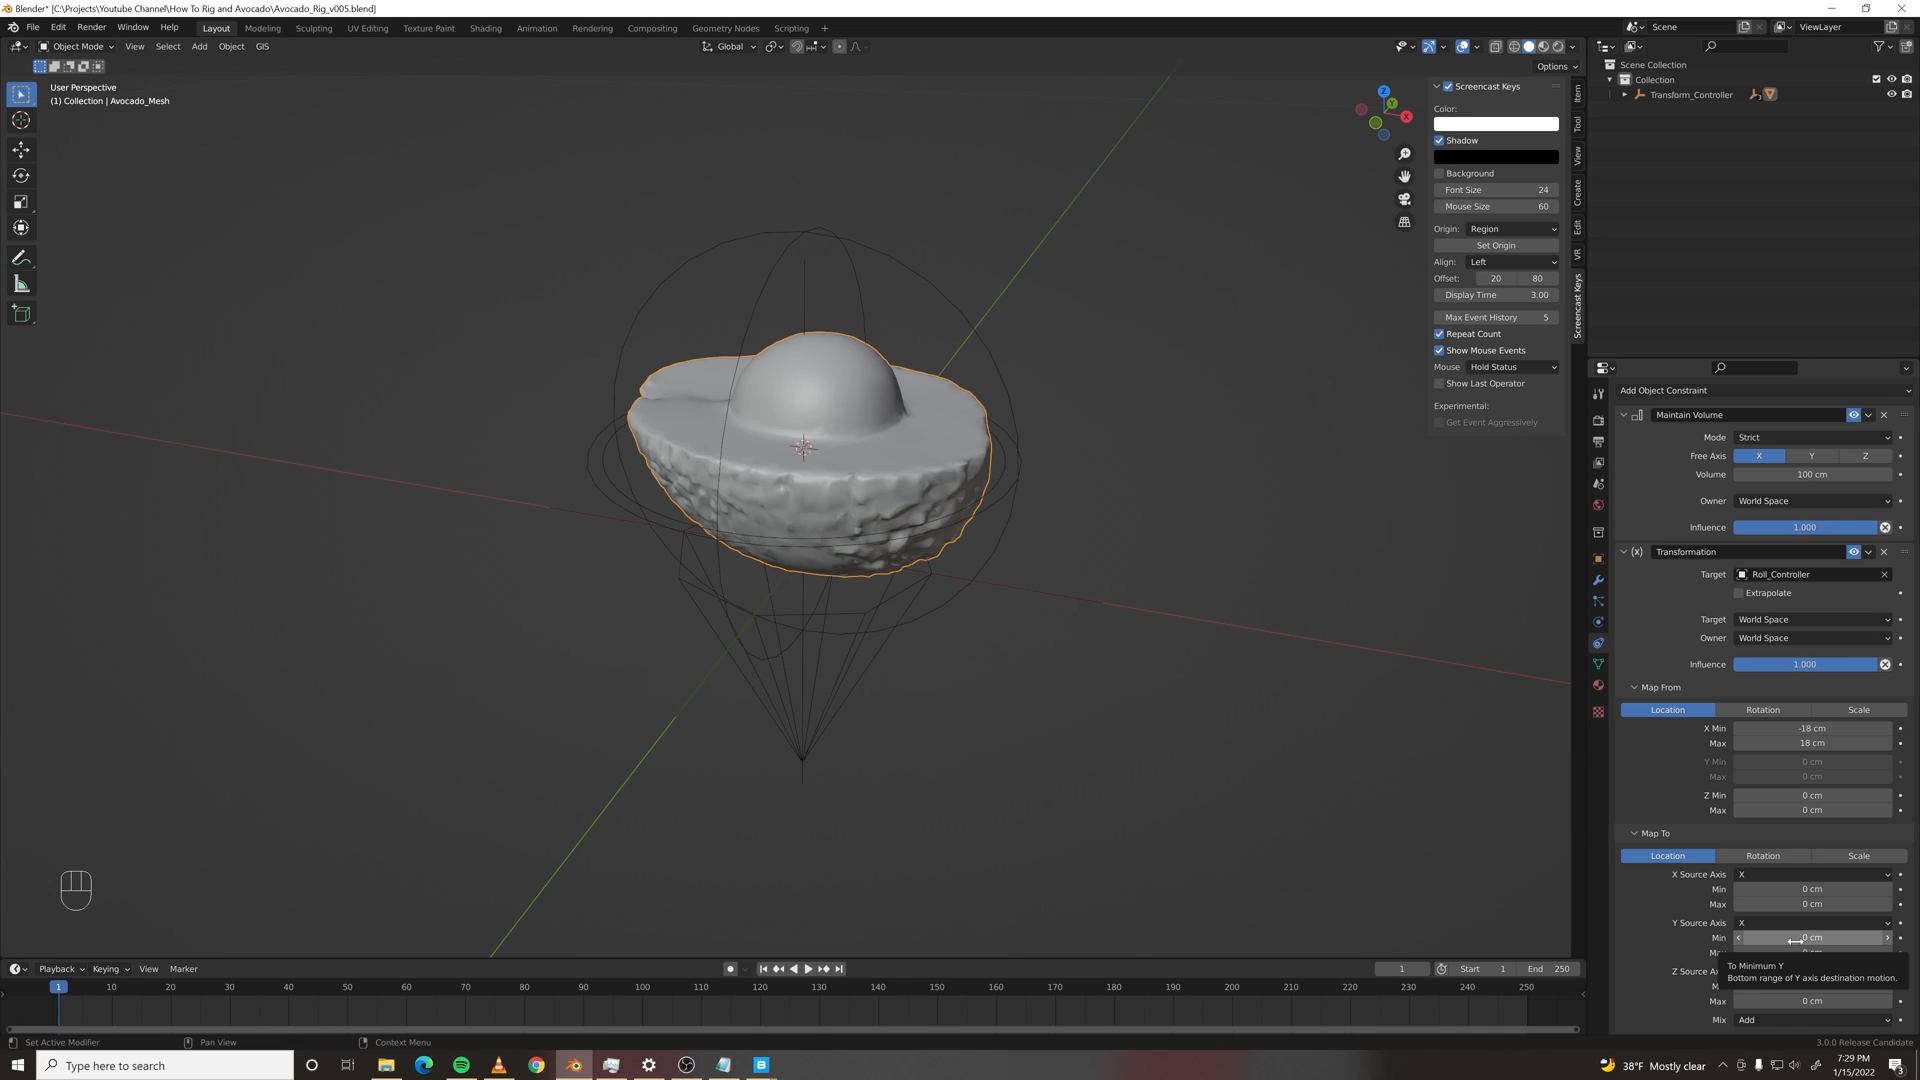 Blender* [C:\Projects\Youtube Channel\How To Rig and Avocado\Avocado_Rig_v005.blend]
File Edit Render Window Help Layout Modeling Sculpting UV Editing Texture Paint Shading Animation Rendering Compositing Geometry Nodes Scripting + Scene ViewLayer
Object Mode View Select Add Object GIS Global
Options
User Perspective
(1) Collection | Avocado_Mesh
Z
Y
X
Screencast Keys
Color:
Shadow
Background
Font Size 24
Mouse Size 60
Origin: Region
Set Origin
Align: Left
Offset: 20 80
Display Time 3.00
Max Event History 5
Repeat Count
Show Mouse Events
Mouse Hold Status
Show Last Operator
Experimental:
Get Event Aggressively
Item
Tool
View
Create
Edit
VR
Screencast Keys
Scene Collection
Collection
Transform_Controller
Add Object Constraint
Maintain Volume
Mode Strict
Free Axis X Y Z
Volume 100 cm
Owner World Space
Influence 1.000
Transformation
Target Roll_Controller
Extrapolate
Target World Space
Owner World Space
Influence 1.000
Map From
Location Rotation Scale
X Min -18 cm
Max 18 cm
Y Min 0 cm
Max 0 cm
Z Min 0 cm
Max 0 cm
Map To
Location Rotation Scale
X Source Axis X
Min 0 cm
Max 0 cm
Y Source Axis X
Min 0 cm
To Minimum Y
Bottom range of Y axis destination motion.
Z Source
Max 0 cm
Mix Add
Playback Keying View Marker 1 Start 1 End 250
1 10 20 30 40 50 60 70 80 90 100 110 120 130 140 150 160 170 180 190 200 210 220 230 240 250
Set Active Modifier Pan View Context Menu 3.0.0 Release Candidate
Type here to search
38°F Mostly clear
7:29 PM
1/15/2022
3